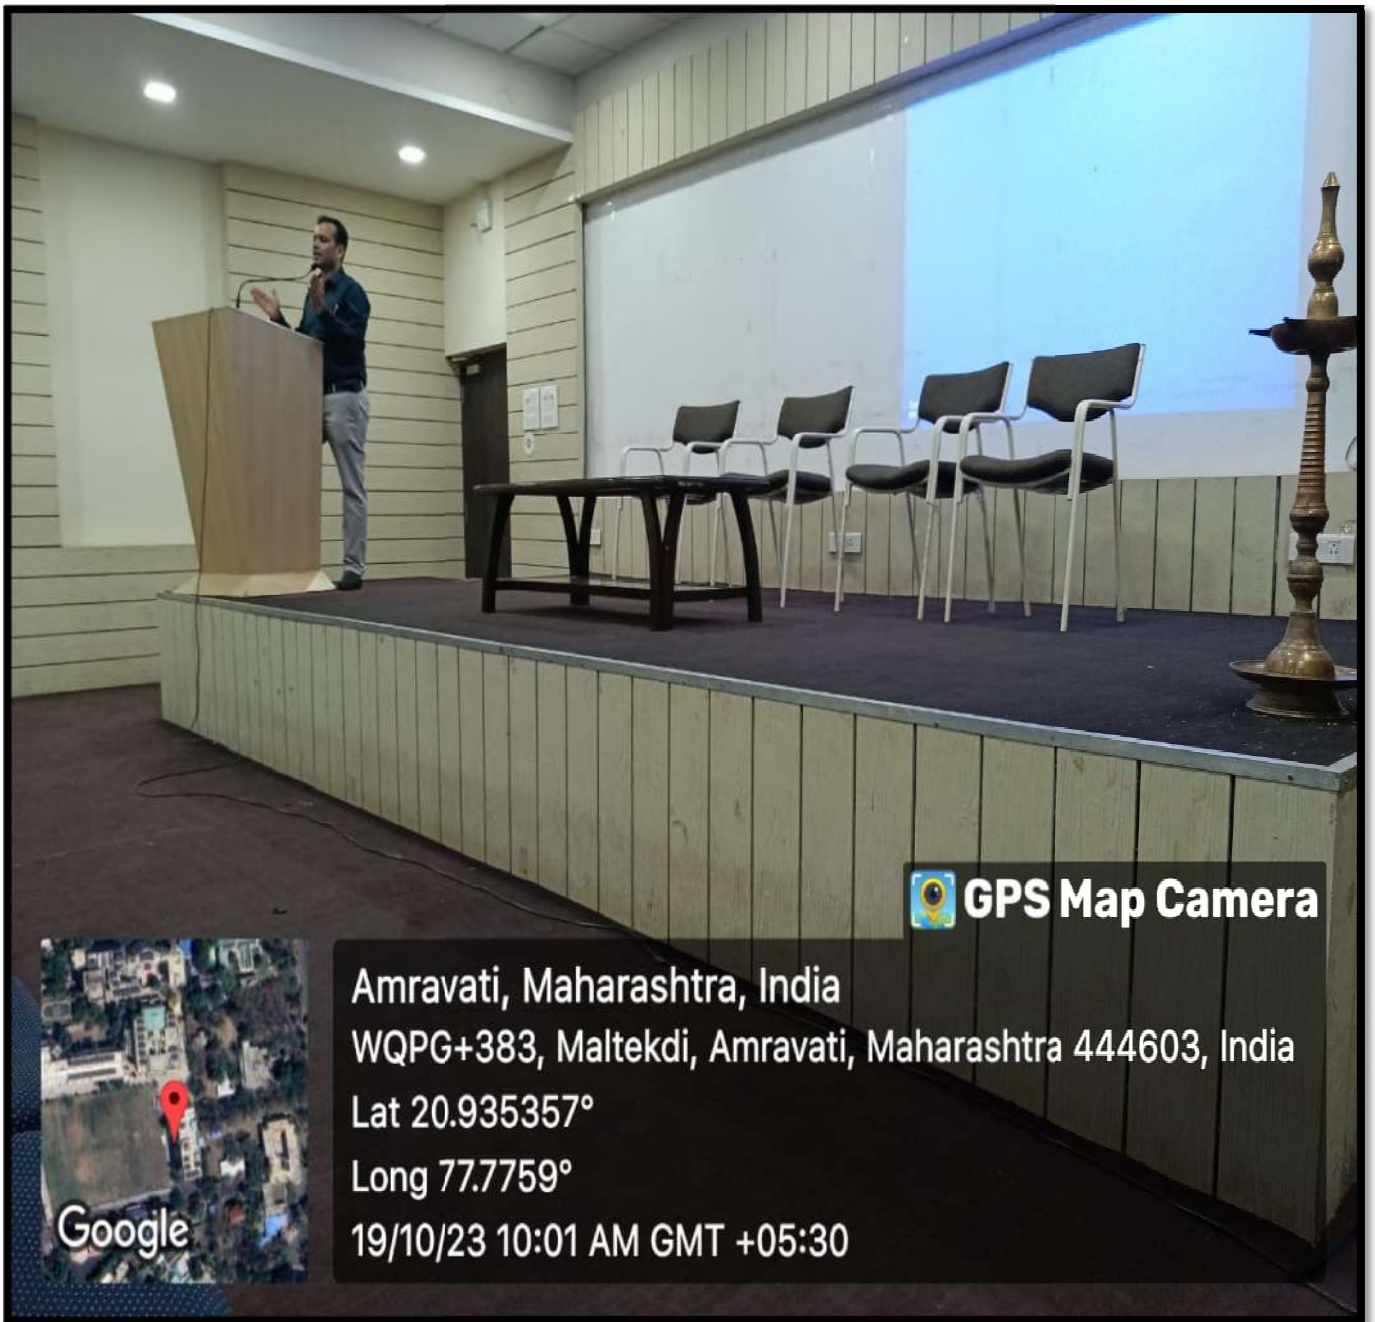 GPS Map Camera
Amravati, Maharashtra, India
WQPG+383, Maltekdi, Amravati, Maharashtra 444603, India
Lat 20.935357°
Long 77.7759°
19/10/23 10:01 AM GMT +05:30
Google